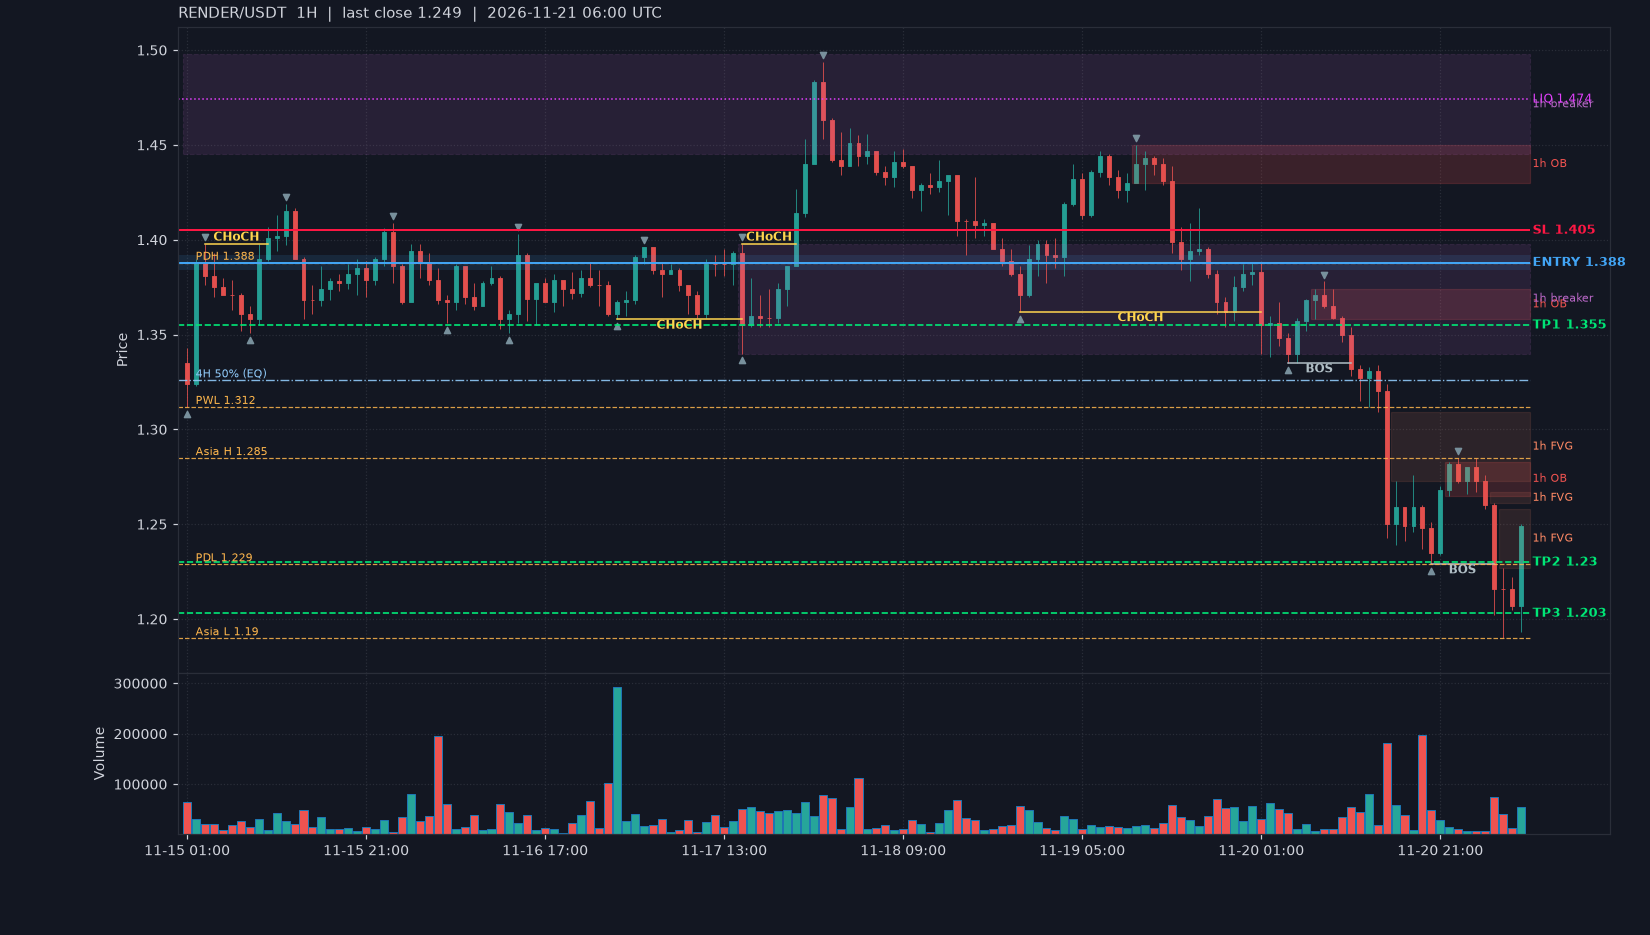 RENDER/USDT  1H  |  last close 1.249  |  2026-11-21 06:00 UTC
1.50
LIQ 1.474
1h breaker
1.45
1h OB
CHoCH
CHoCH
1.40
SL 1.405
PDH 1.388
ENTRY 1.388
1h breaker
1h OB
Price
1.35
CHoCH
CHoCH
TP1 1.355
BOS
4H 50% (EQ)
PWL 1.312
1.30
Asia H 1.285
1h FVG
1h OB
1h FVG
1.25
1h FVG
PDL 1.229
TP2 1.23
BOS
TP3 1.203
1.20
Asia L 1.19
300000
200000
Volume
100000
11-15 01:00
11-15 21:00
11-16 17:00
11-17 13:00
11-18 09:00
11-19 05:00
11-20 01:00
11-20 21:00